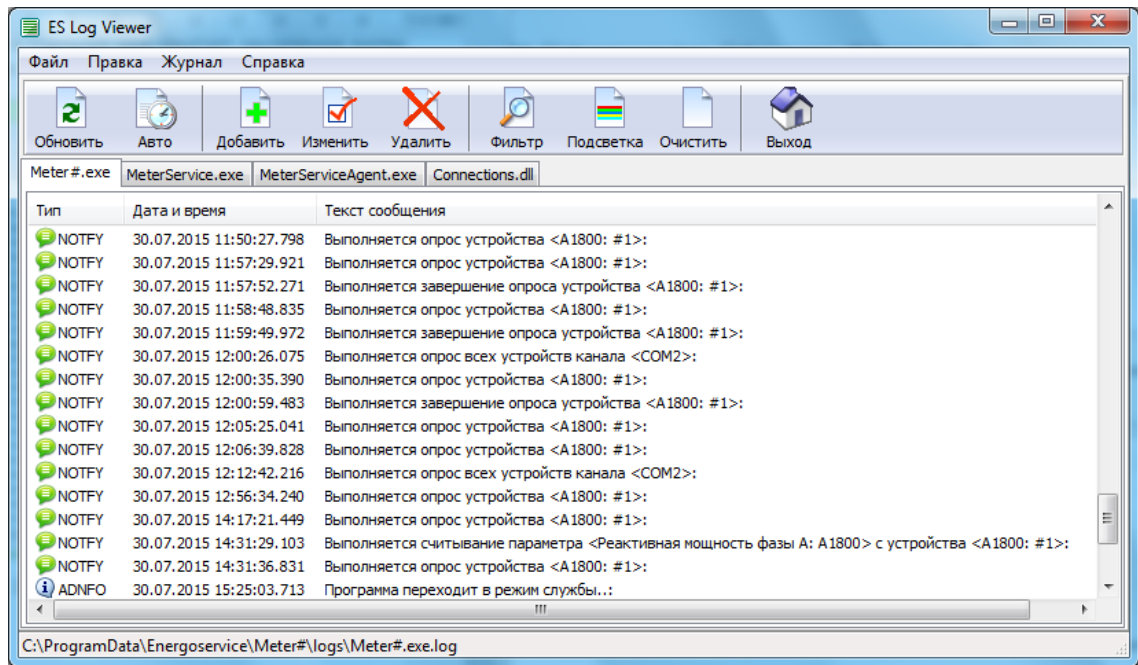 ES Log Viewer
Файл Правка Журнал Справка
Обновить Авто Добавить Изменить Удалить Фильтр Подсветка Очистить Выход
Meter#.exe MeterService.exe MeterServiceAgent.exe Connections.dll
Тип Дата и время Текст сообщения
NOTFY 30.07.2015 11:50:27.798 Выполняется опрос устройства <A1800: #1>:
NOTFY 30.07.2015 11:57:29.921 Выполняется опрос устройства <A1800: #1>:
NOTFY 30.07.2015 11:57:52.271 Выполняется завершение опроса устройства <A1800: #1>:
NOTFY 30.07.2015 11:58:48.835 Выполняется опрос устройства <A1800: #1>:
NOTFY 30.07.2015 11:59:49.972 Выполняется завершение опроса устройства <A1800: #1>:
NOTFY 30.07.2015 12:00:26.075 Выполняется опрос всех устройств канала <COM2>:
NOTFY 30.07.2015 12:00:35.390 Выполняется опрос устройства <A1800: #1>:
NOTFY 30.07.2015 12:00:59.483 Выполняется завершение опроса устройства <A1800: #1>:
NOTFY 30.07.2015 12:05:25.041 Выполняется опрос устройства <A1800: #1>:
NOTFY 30.07.2015 12:06:39.828 Выполняется опрос устройства <A1800: #1>:
NOTFY 30.07.2015 12:12:42.216 Выполняется опрос всех устройств канала <COM2>:
NOTFY 30.07.2015 12:56:34.240 Выполняется опрос устройства <A1800: #1>:
NOTFY 30.07.2015 14:17:21.449 Выполняется опрос устройства <A1800: #1>:
NOTFY 30.07.2015 14:31:29.103 Выполняется считывание параметра <Реактивная мощность фазы А: A1800> с устройства <A1800: #1>:
NOTFY 30.07.2015 14:31:36.831 Выполняется опрос устройства <A1800: #1>:
ADNFO 30.07.2015 15:25:03.713 Программа переходит в режим службы..:
C:\ProgramData\Energoservice\Meter#\logs\Meter#.exe.log